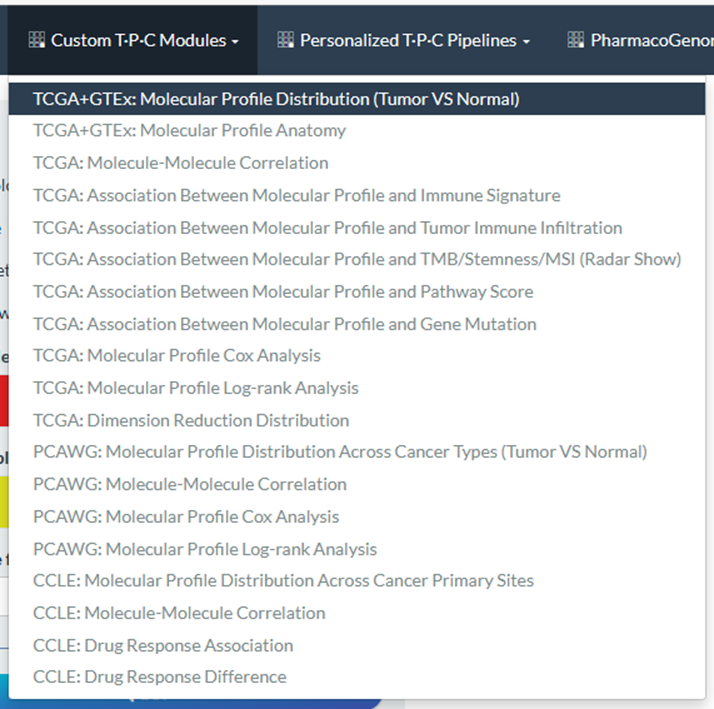 Custom T·P·C Modules Personalized T·P·C Pipelines
TCGA+GTEx: Molecular Profile Distribution (Tumor VS Normal)
TCGA+GTEx: Molecular Profile Anatomy
TCGA: Molecule-Molecule Correlation
TCGA: Association Between Molecular Profile and Immune Signature
TCGA: Association Between Molecular Profile and Tumor Immune Infiltration
TCGA: Association Between Molecular Profile and TMB/Stemness/MSI (Radar Show)
TCGA: Association Between Molecular Profile and Pathway Score
TCGA: Association Between Molecular Profile and Gene Mutation
TCGA: Molecular Profile Cox Analysis
TCGA: Molecular Profile Log-rank Analysis
TCGA: Dimension Reduction Distribution
PCAWG: Molecular Profile Distribution Across Cancer Types (Tumor VS Normal)
PCAWG: Molecule-Molecule Correlation
PCAWG: Molecular Profile Cox Analysis
PCAWG: Molecular Profile Log-rank Analysis
CCLE: Molecular Profile Distribution Across Cancer Primary Sites
CCLE: Molecule-Molecule Correlation
CCLE: Drug Response Association
CCLE: Drug Response Difference